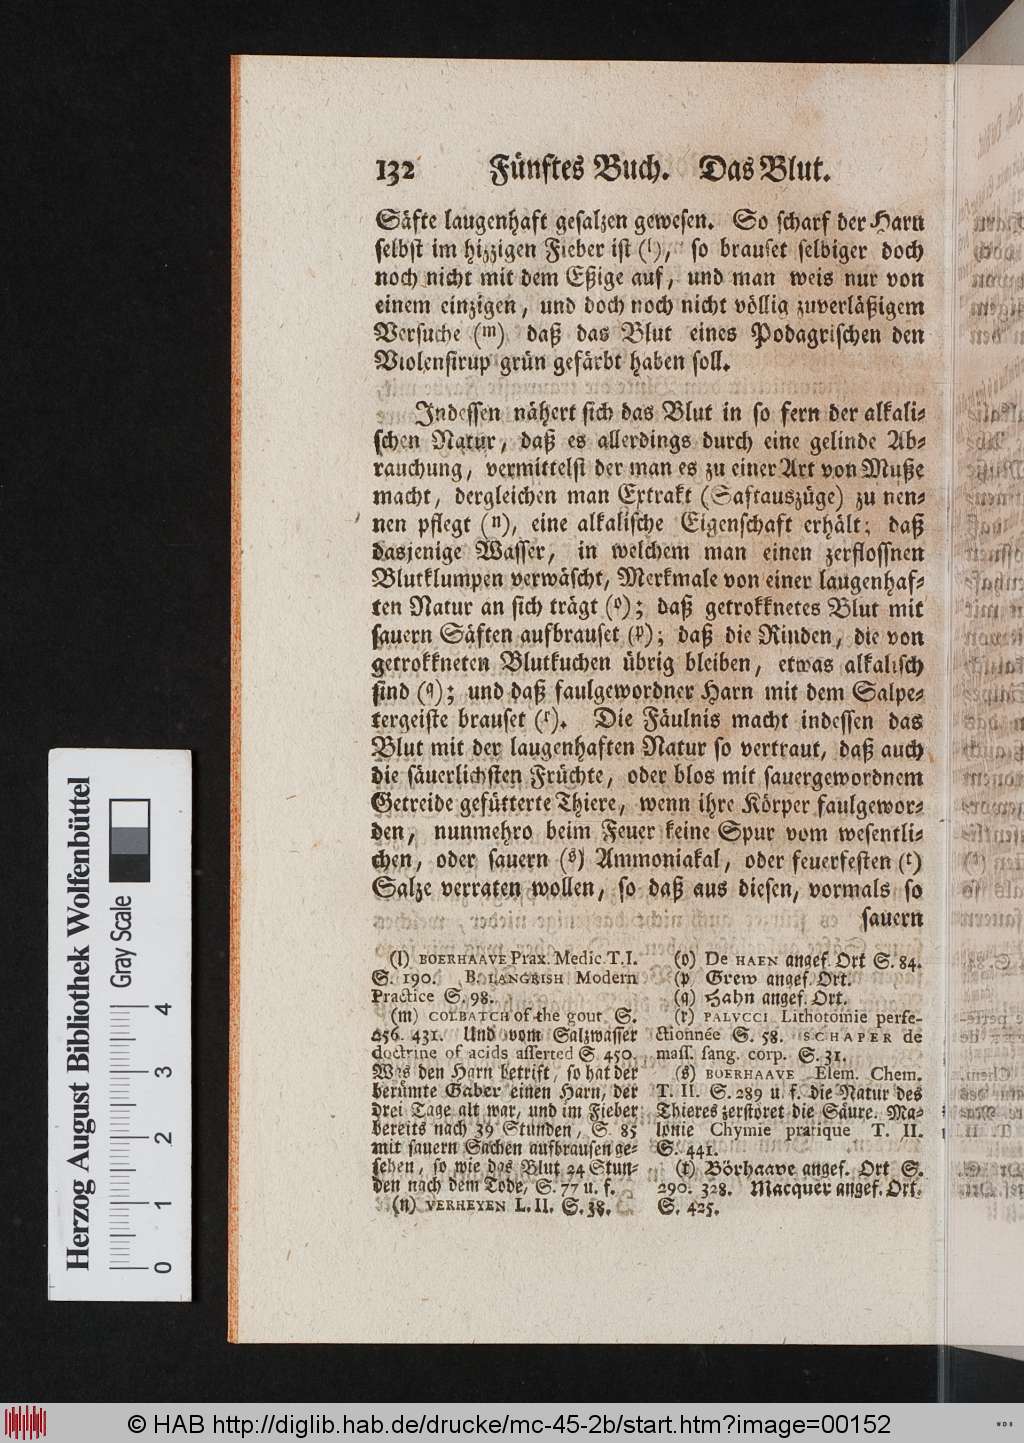 132 Fünftes Buch. Das Blut.
Säfte laugenhaft gesalzen gewesen. So scharf der Harn
selbst im hizzigen Fieber ist (l), so brauset selbiger doch
noch nicht mit dem Eßige auf, und man weis nur von
einem einzigen, und doch noch nicht völlig zuverläßigem
Versuche (m) daß das Blut eines Podagrischen den
Violensirup grün gefärbt haben soll.
Indessen nähert sich das Blut in so fern der alkali-
schen Natur, daß es allerdings durch eine gelinde Ab-
rauchung, vermittelst der man es zu einer Art von Muße
macht, dergleichen man Extrakt (Saftauszüge) zu nen-
nen pflegt (n), eine alkalische Eigenschaft erhält; daß
dasjenige Wasser, in welchem man einen zerflossnen
Blutklumpen verwäscht, Merkmale von einer laugenhaf-
ten Natur an sich trägt (o); daß getrokknetes Blut mit
sauern Säften aufbrauset (p); daß die Rinden, die von
getrokkneten Blutkuchen übrig bleiben, etwas alkalisch
sind (q); und daß faulgewordner Harn mit dem Salpe-
tergeiste brauset (r). Die Fäulnis macht indessen das
Blut mit der laugenhaften Natur so vertraut, daß auch
die säuerlichsten Früchte, oder blos mit sauergewordnem
Getreide gefütterte Thiere, wenn ihre Körper faulgewor-
den, nunmehro beim Feuer keine Spur vom wesentli-
chen, oder sauern (s) Ammoniakal, oder feuerfesten (t)
Salze verraten wollen, so daß aus diesen, vormals so
sauern
(l) BOERHAAVE Prax. Medic. T. I.
S. 190. B. LANGRISH Modern
Practice S. 98.
(m) COLBATCH of the gout S.
256. 431. Und vom Salzwasser
doctrine of acids asserted S. 450.
Was den Harn betrift, so hat der
berümte Gaber einen Harn, der
drei Tage alt war, und im Fieber
bereits nach 39 Stunden, S. 85
mit sauern Sachen aufbrausen ge-
sehen, so wie das Blut 24 Stun-
den nach dem Tode, S. 77 u. f.
(n) VERHEYEN L. II. S. 38.
(o) De HAEN angef. Ort S. 84.
(p Grew angef. Ort.
(q) Hahn angef. Ort.
(r) PALVCCI Lithotomie perfe-
ctionnée S. 58. SCHAPER de
mass. sang. corp. S. 31.
(s) BOERHAAVE Elem. Chem.
T. II. S. 289 u f. die Natur des
Thieres zerstöret die Säure. Ma-
lonie Chymie pratique T. II.
S. 441.
(t) Börhaave angef. Ort S.
290. 328. Macquer angef. Ort.
S. 425.
Herzog August Bibliothek Wolfenbüttel
Gray Scale
0 1 2 3 4
© HAB http://diglib.hab.de/drucke/mc-45-2b/start.htm?image=00152